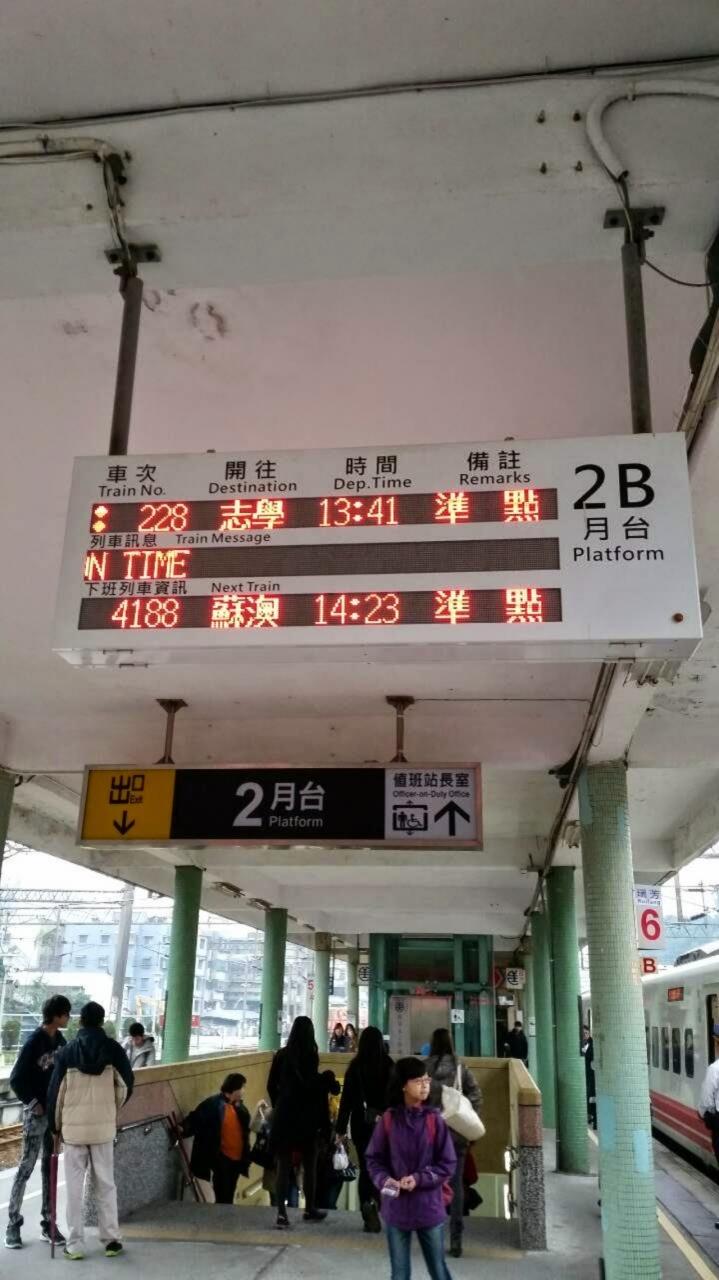 車次 開往 時間 備註 2B
Train No. Destination Dep.Time Remarks
228 志學 13:41 準點
月台
列車訊息 Train Message
Platform
N TIME
下班列車資訊 Next Train
4188 蘇澳 14:23 準點
出口 Exit
2 月台 Platform
值班站長室
Officer-on-Duty Office
瑞芳
Ruifang
6
B